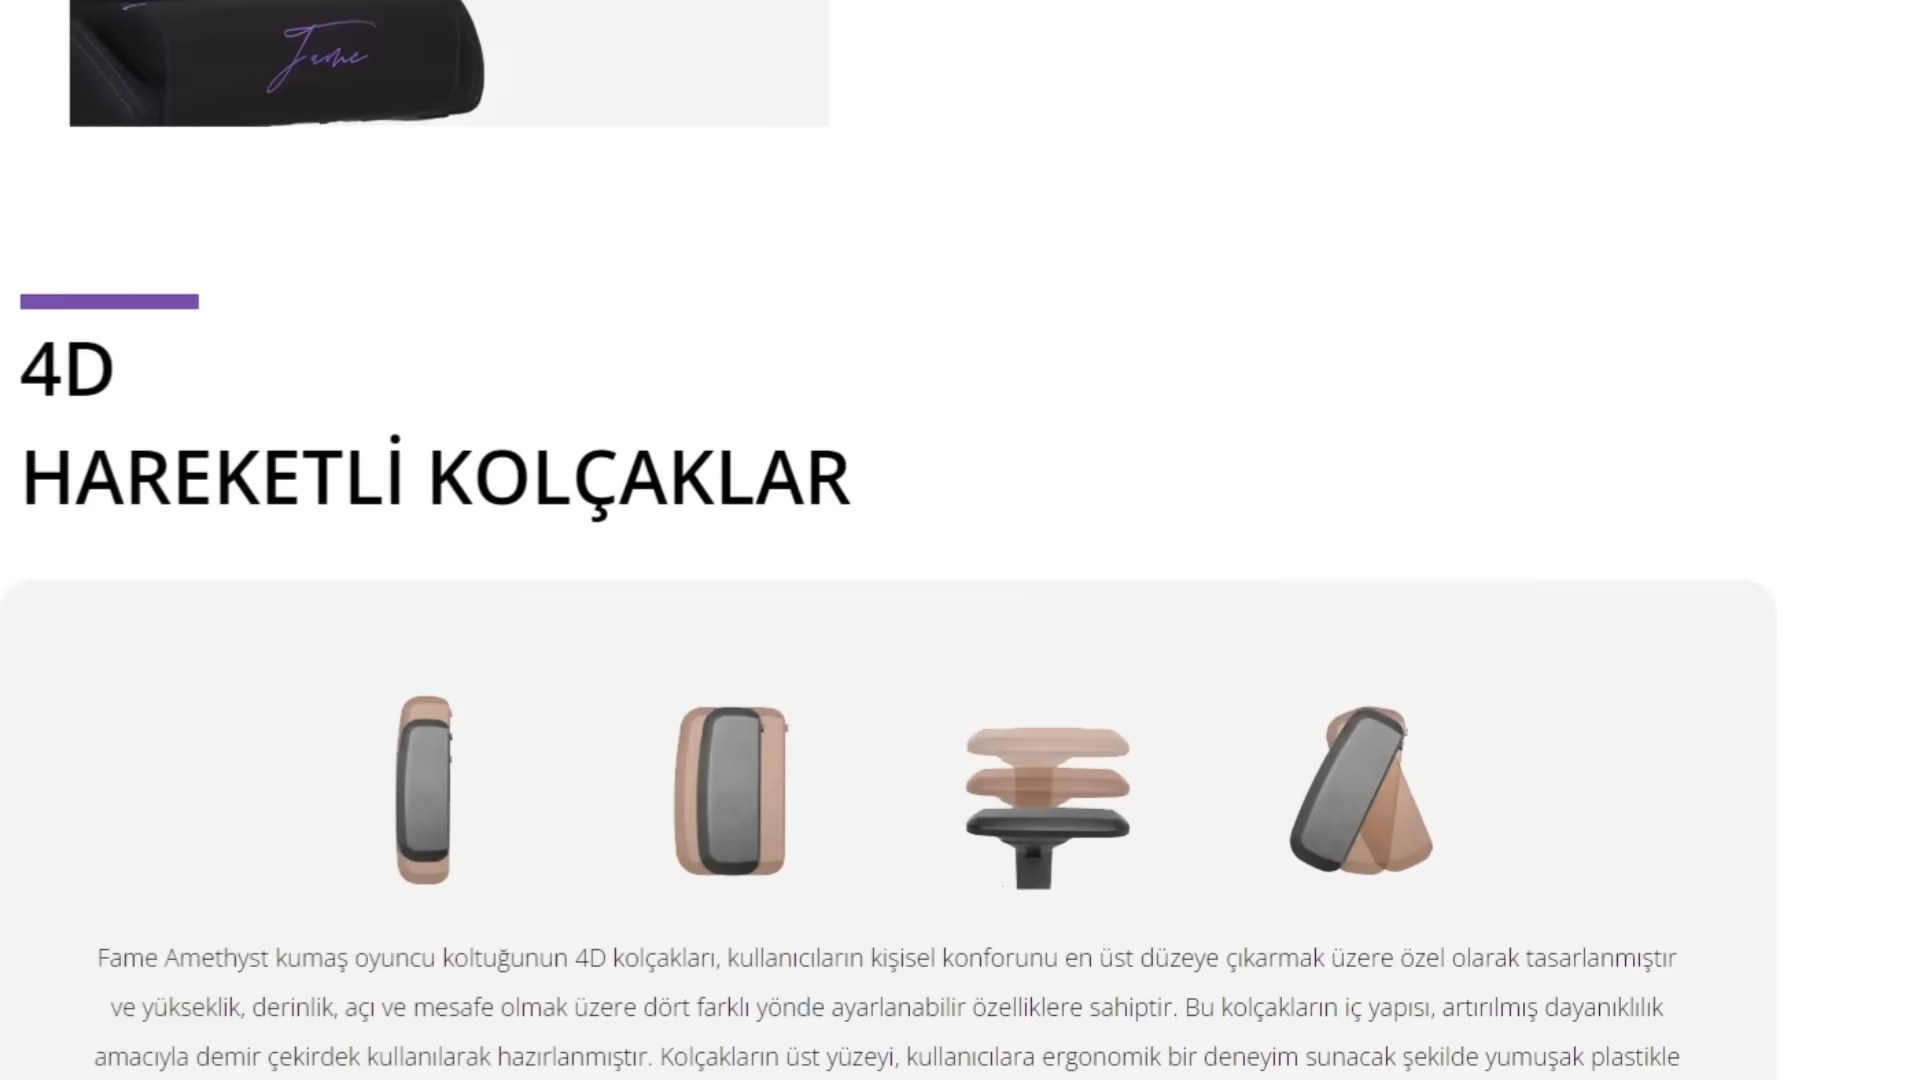 Fame
4D
HAREKETLİ KOLÇAKLAR
Fame Amethyst kumaş oyuncu koltuğunun 4D kolçakları, kullanıcıların kişisel konforunu en üst düzeye çıkarmak üzere özel olarak tasarlanmıştır
ve yükseklik, derinlik, açı ve mesafe olmak üzere dört farklı yönde ayarlanabilir özelliklere sahiptir. Bu kolçakların iç yapısı, artırılmış dayanıklılık
amacıyla demir çekirdek kullanılarak hazırlanmıştır. Kolçakların üst yüzeyi, kullanıcılara ergonomik bir deneyim sunacak şekilde yumuşak plastikle